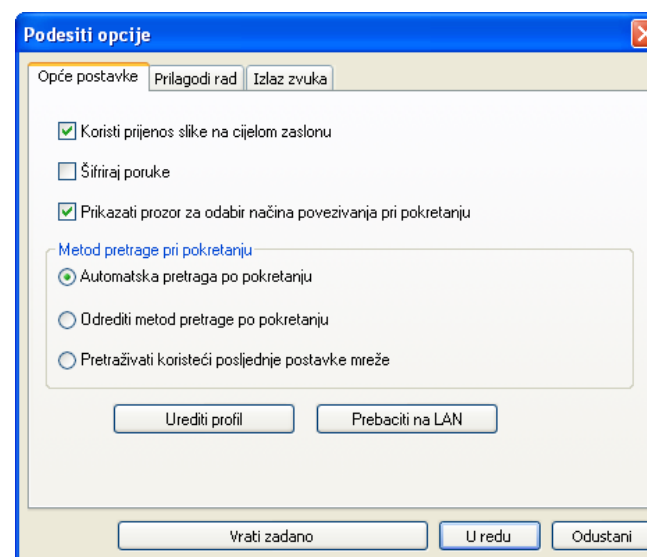 Podesiti opcije
Opće postavke Prilagodi rad Izlaz zvuka
Koristi prijenos slike na cijelom zaslonu
Šifriraj poruke
Prikazati prozor za odabir načina povezivanja pri pokretanju
Metod pretrage pri pokretanju
Automatska pretraga po pokretanju
Odrediti metod pretrage po pokretanju
Pretraživati koristeći posljednje postavke mreže
Urediti profil Prebaciti na LAN
Vrati zadano U redu Odustani